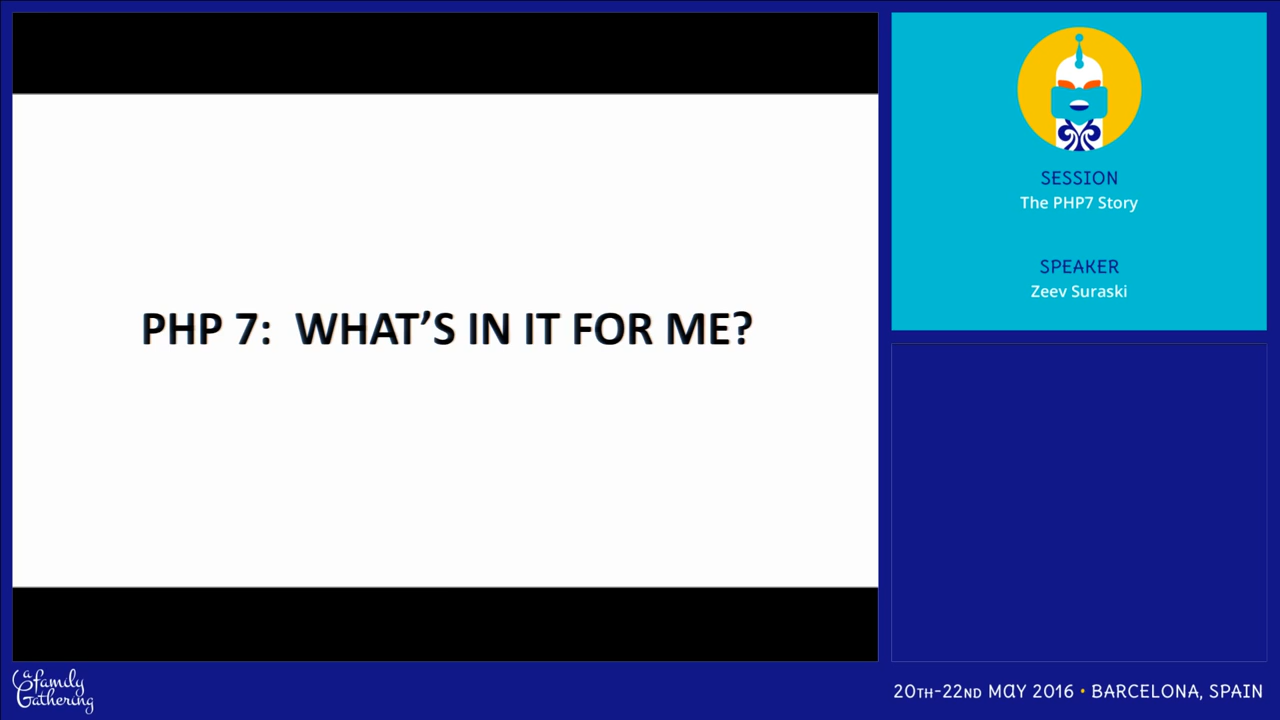 PHP 7: WHAT'S IN IT FOR ME?
SESSION
The PHP7 Story
SPEAKER
Zeev Suraski
a family
Gathering
20TH-22ND MAY 2016 • BARCELONA, SPAIN